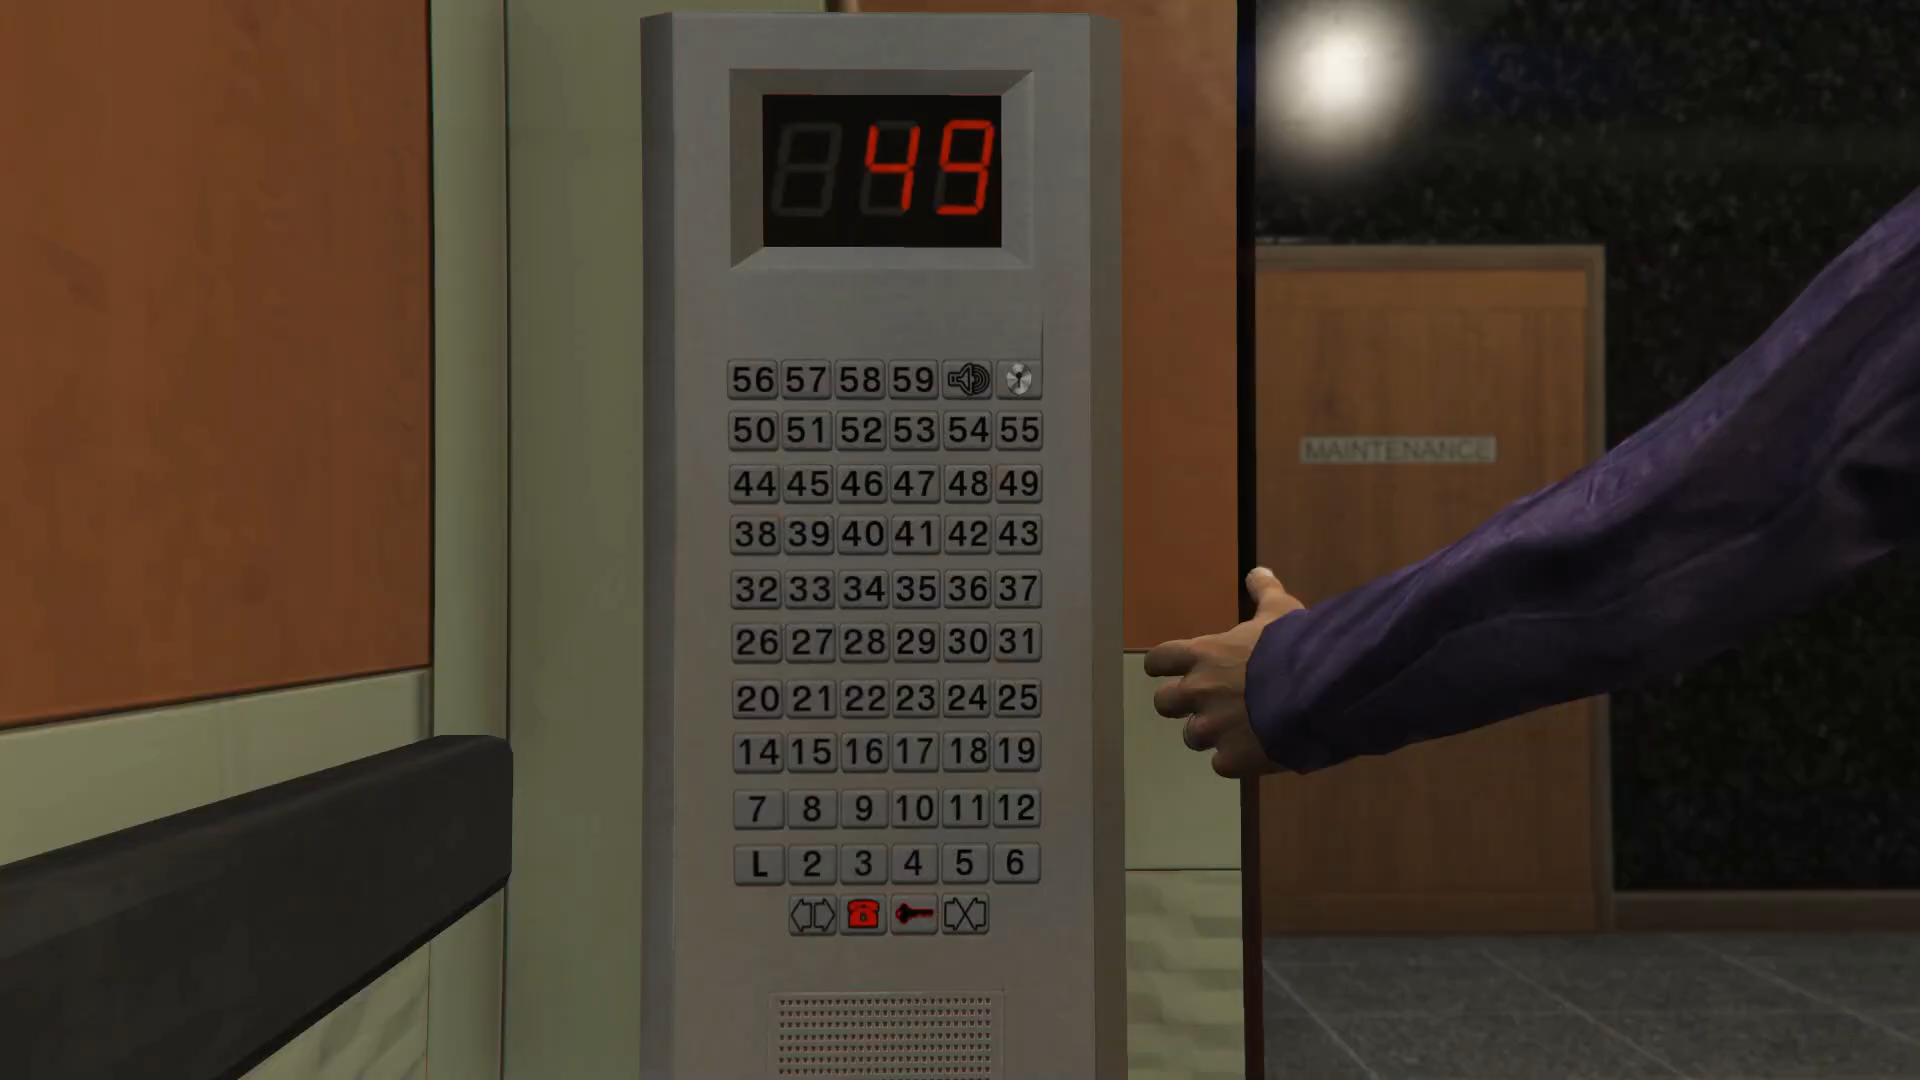 49
56 57 58 59
50 51 52 53 54 55
44 45 46 47 48 49
38 39 40 41 42 43
32 33 34 35 36 37
26 27 28 29 30 31
20 21 22 23 24 25
14 15 16 17 18 19
7 8 9 10 11 12
L 2 3 4 5 6
MAINTENANCE